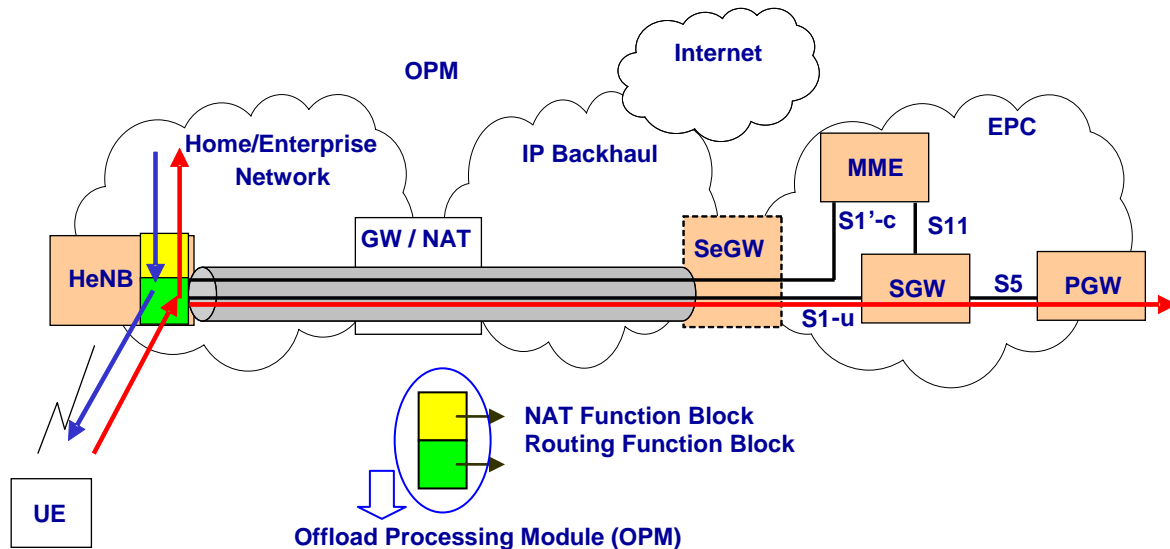 Internet
OPM
EPC
Home/Enterprise
Network
IP Backhaul
MME
S1’-c
S11
GW / NAT
SeGW
HeNB
SGW
S5
PGW
S1-u
NAT Function Block
Routing Function Block
UE
Offload Processing Module (OPM)